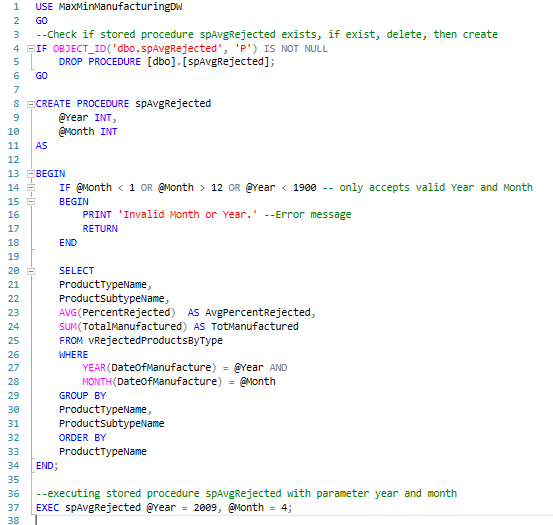 1 USE MaxMinManufacturingDW
2 GO
3 --Check if stored procedure spAvgRejected exists, if exist, delete, then create
4 IF OBJECT_ID('dbo.spAvgRejected', 'P') IS NOT NULL
5 DROP PROCEDURE [dbo].[spAvgRejected];
6 GO
7
8 CREATE PROCEDURE spAvgRejected
9 @Year INT,
10 @Month INT
11 AS
12
13 BEGIN
14 IF @Month < 1 OR @Month > 12 OR @Year < 1900 -- only accepts valid Year and Month
15 BEGIN
16 PRINT 'Invalid Month or Year.' --Error message
17 RETURN
18 END
19
20 SELECT
21 ProductTypeName,
22 ProductSubtypeName,
23 AVG(PercentRejected) AS AvgPercentRejected,
24 SUM(TotalManufactured) AS TotManufactured
25 FROM vRejectedProductsByType
26 WHERE
27 YEAR(DateOfManufacture) = @Year AND
28 MONTH(DateOfManufacture) = @Month
29 GROUP BY
30 ProductTypeName,
31 ProductSubtypeName
32 ORDER BY
33 ProductTypeName
34 END;
35
36 --executing stored procedure spAvgRejected with parameter year and month
37 EXEC spAvgRejected @Year = 2009, @Month = 4;
38